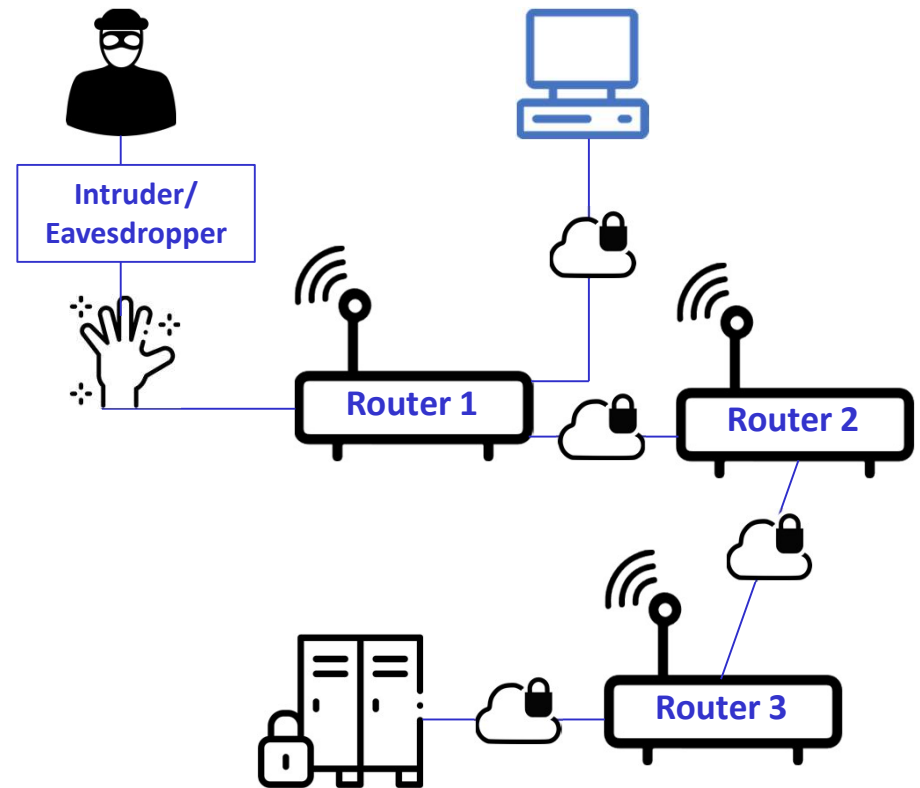 Intruder/
Eavesdropper
Router 1
Router 2
Router 3